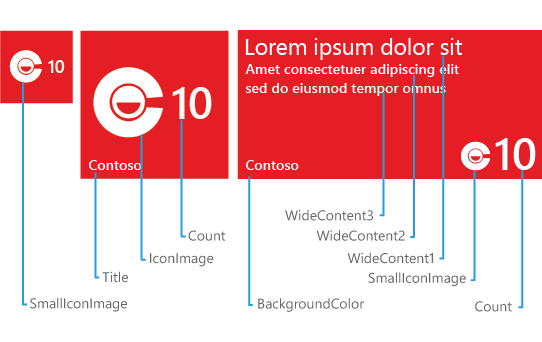 10
10
Contoso
Lorem ipsum dolor sit
Amet consectetuer adipiscing elit
sed do eiusmod tempor omnus
Contoso
10
WideContent3
Count
WideContent2
IconImage
WideContent1
Title
SmallIconImage
SmallIconImage
BackgroundColor
Count